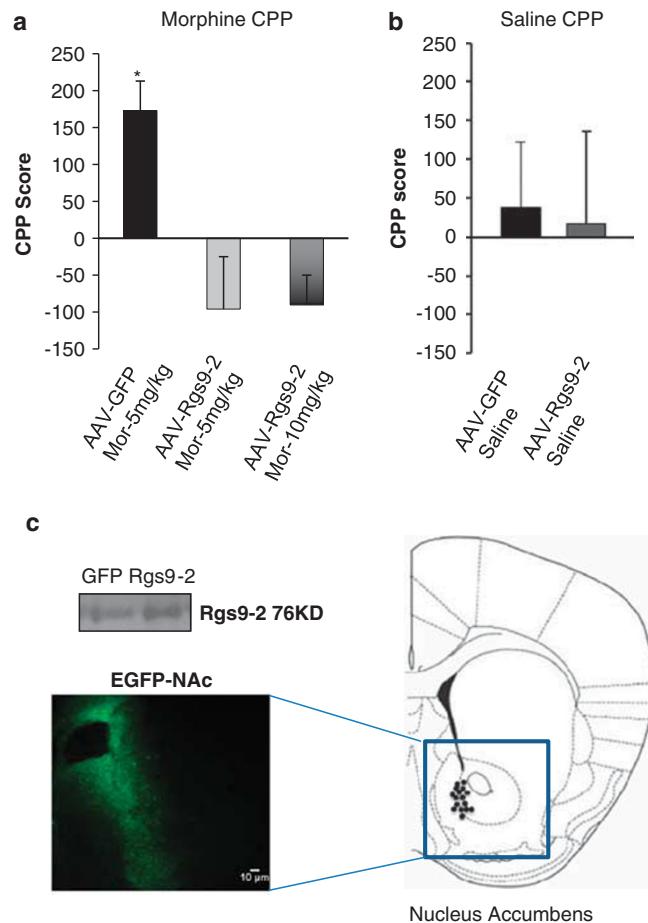 a
Morphine CPP
CPP Score
250
200
150
100
50
0
-50
-100
-150
*
AAV-GFP
Mor-5mg/kg
AAV-Rgs9-2
Mor-5mg/kg
AAV-Rgs9-2
Mor-10mg/kg
b
Saline CPP
CPP score
250
200
150
100
50
0
-50
-100
-150
AAV-GFP
Saline
AAV-Rgs9-2
Saline
c
GFP Rgs9-2
Rgs9-2 76KD
EGFP-NAc
10 µm
Nucleus Accumbens